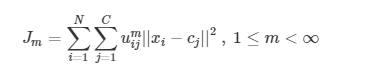 $J_m = \sum_{i=1}^{N} \sum_{j=1}^{C} u_{ij}^{m} ||x_i - c_j||^2 \, , \, 1 \leq m < \infty$